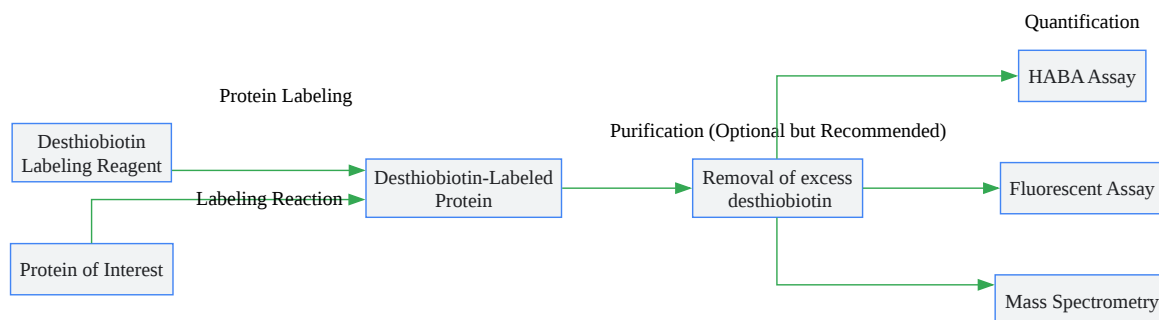 Quantification
HABA Assay
Protein Labeling
Desthiobiotin
Labeling Reagent
Purification (Optional but Recommended)
Desthiobiotin-Labeled
Protein
Removal of excess
desthiobiotin
Fluorescent Assay
Labeling Reaction
Protein of Interest
Mass Spectrometry